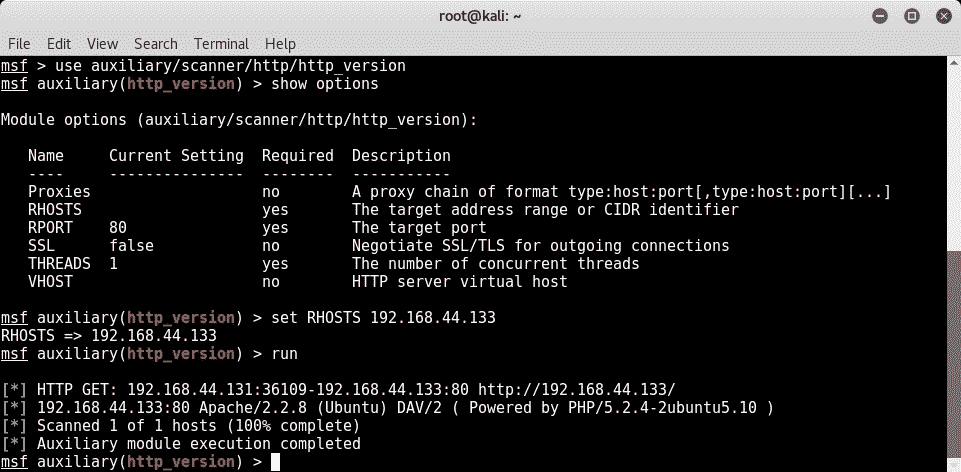 root@kali: ~
File Edit View Search Terminal Help
msf > use auxiliary/scanner/http/http_version
msf auxiliary(http_version) > show options
Module options (auxiliary/scanner/http/http_version):
Name Current Setting Required Description
---- --------------- -------- -----------
Proxies no A proxy chain of format type:host:port[,type:host:port][...]
RHOSTS yes The target address range or CIDR identifier
RPORT 80 yes The target port
SSL false no Negotiate SSL/TLS for outgoing connections
THREADS 1 yes The number of concurrent threads
VHOST no HTTP server virtual host
msf auxiliary(http_version) > set RHOSTS 192.168.44.133
RHOSTS => 192.168.44.133
msf auxiliary(http_version) > run
[*] HTTP GET: 192.168.44.131:36109-192.168.44.133:80 http://192.168.44.133/
[*] 192.168.44.133:80 Apache/2.2.8 (Ubuntu) DAV/2 ( Powered by PHP/5.2.4-2ubuntu5.10 )
[*] Scanned 1 of 1 hosts (100% complete)
[*] Auxiliary module execution completed
msf auxiliary(http_version) >